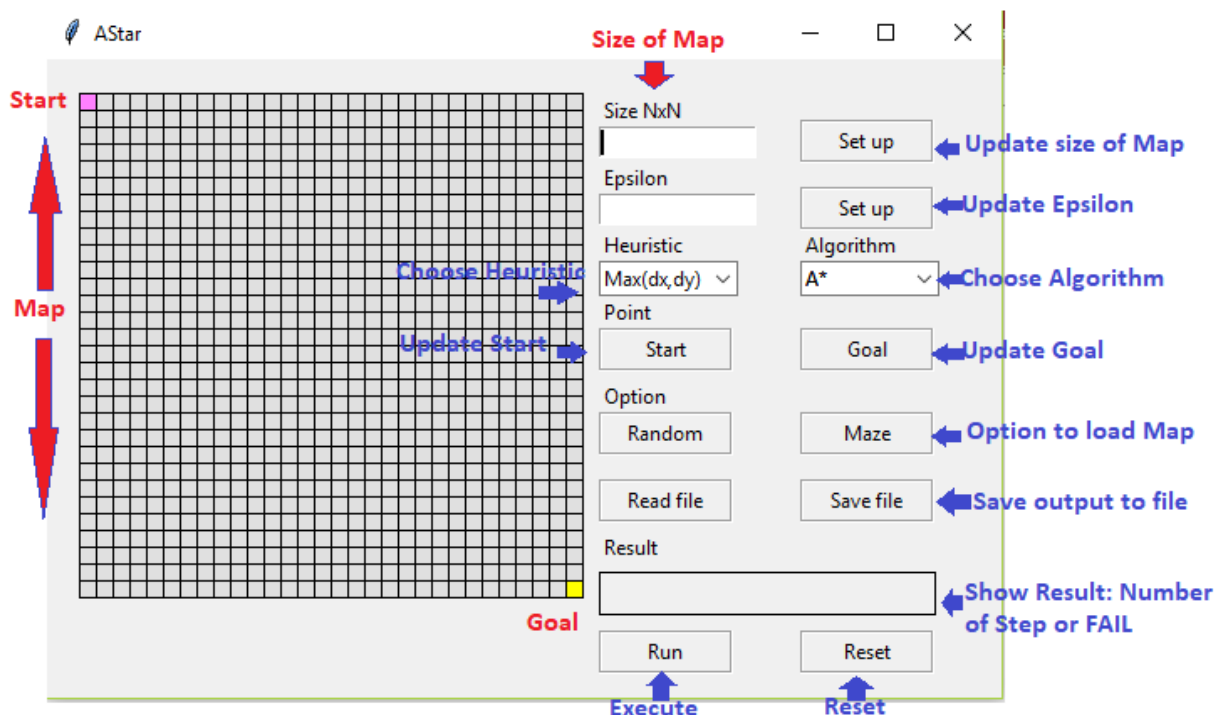 AStar
Size of Map
Start
Size NxN
Set up
Update size of Map
Epsilon
Set up
Update Epsilon
Heuristic
Algorithm
Choose Heuristic
Max(dx,dy)
A*
Choose Algorithm
Map
Point
Update Start
Start
Goal
Update Goal
Option
Random
Maze
Option to load Map
Read file
Save file
Save output to file
Result
Show Result: Number
of Step or FAIL
Goal
Run
Reset
Execute
Reset